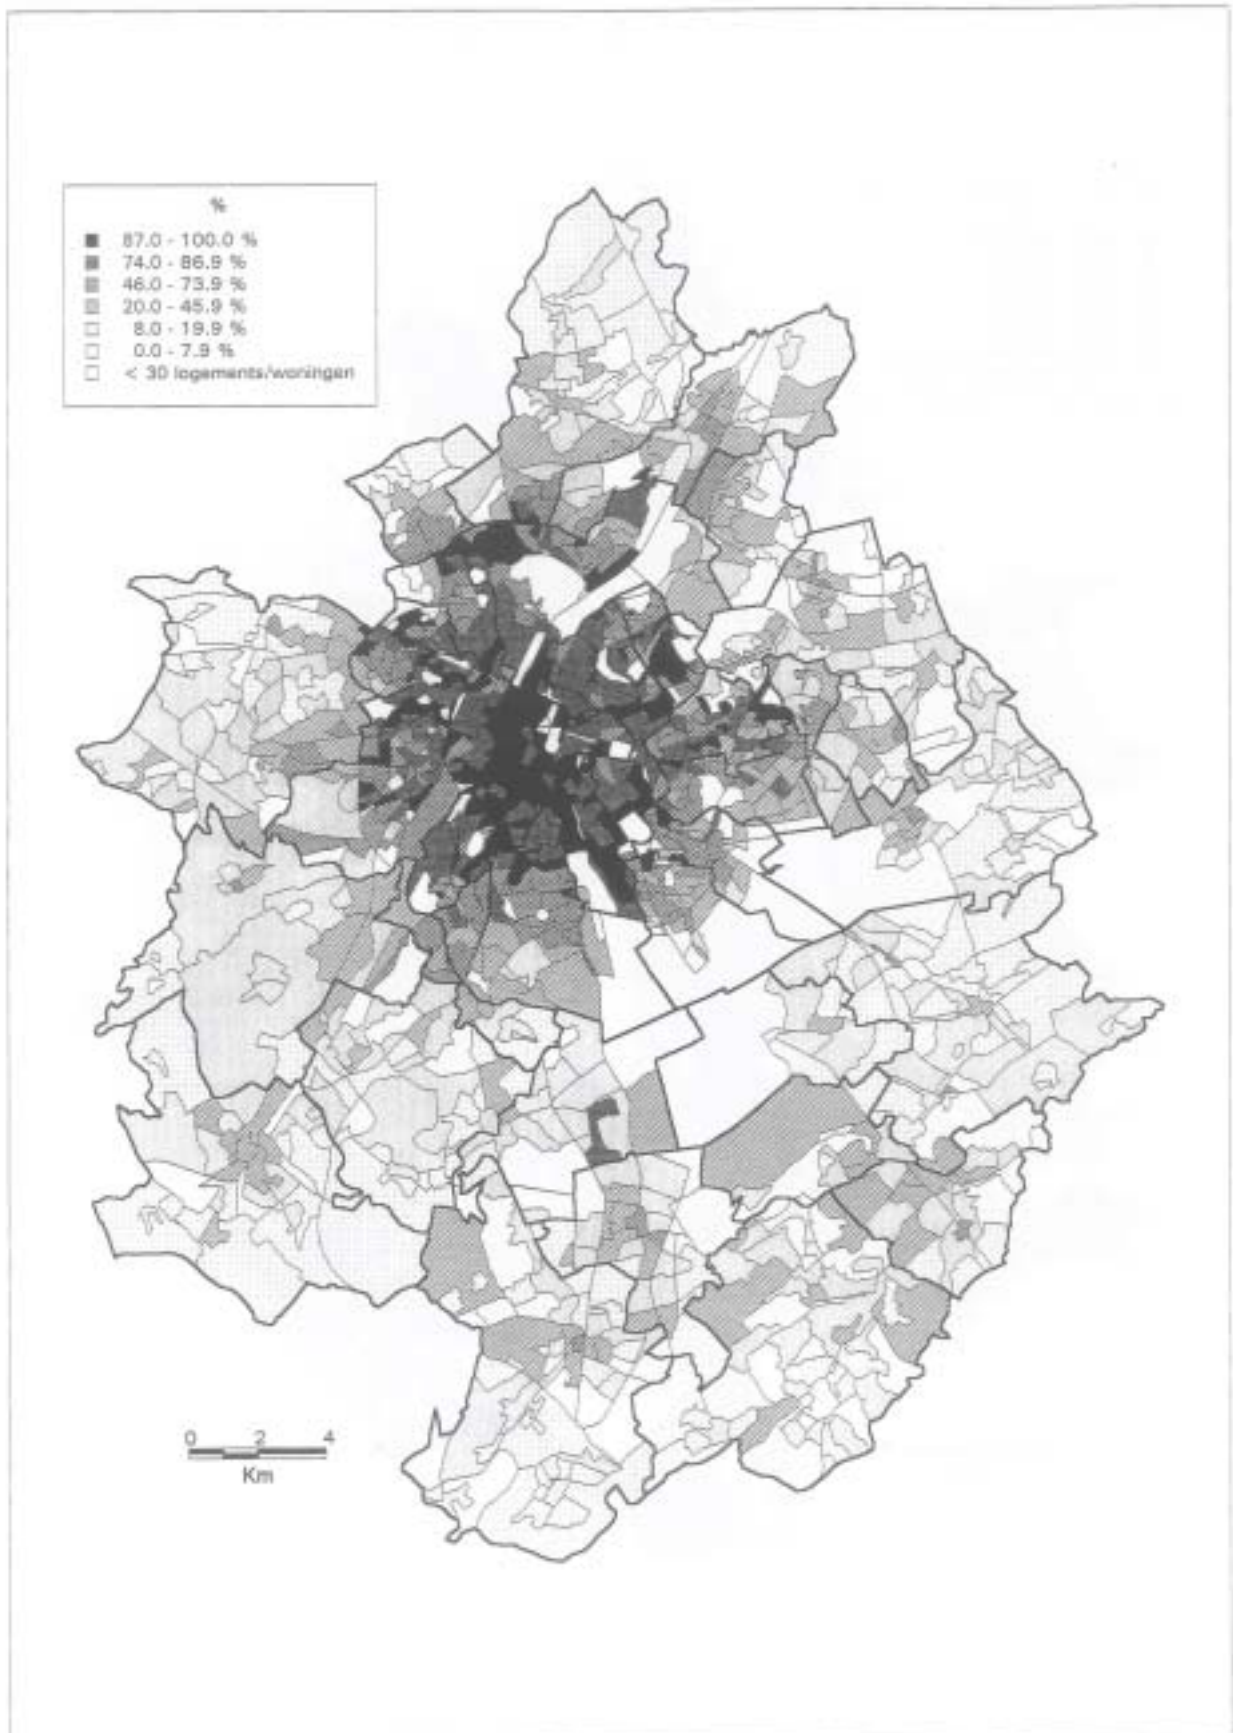 %
87.0 - 100.0 %
74.0 - 86.9 %
46.0 - 73.9 %
20.0 - 45.9 %
8.0 - 19.9 %
0.0 - 7.9 %
< 30 logements/woningen
0 2 4
Km